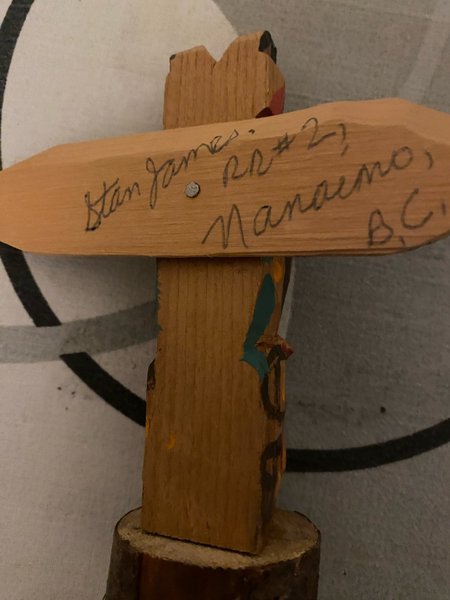 Stan James.
RR#2,
Nanaimo,
B,C,